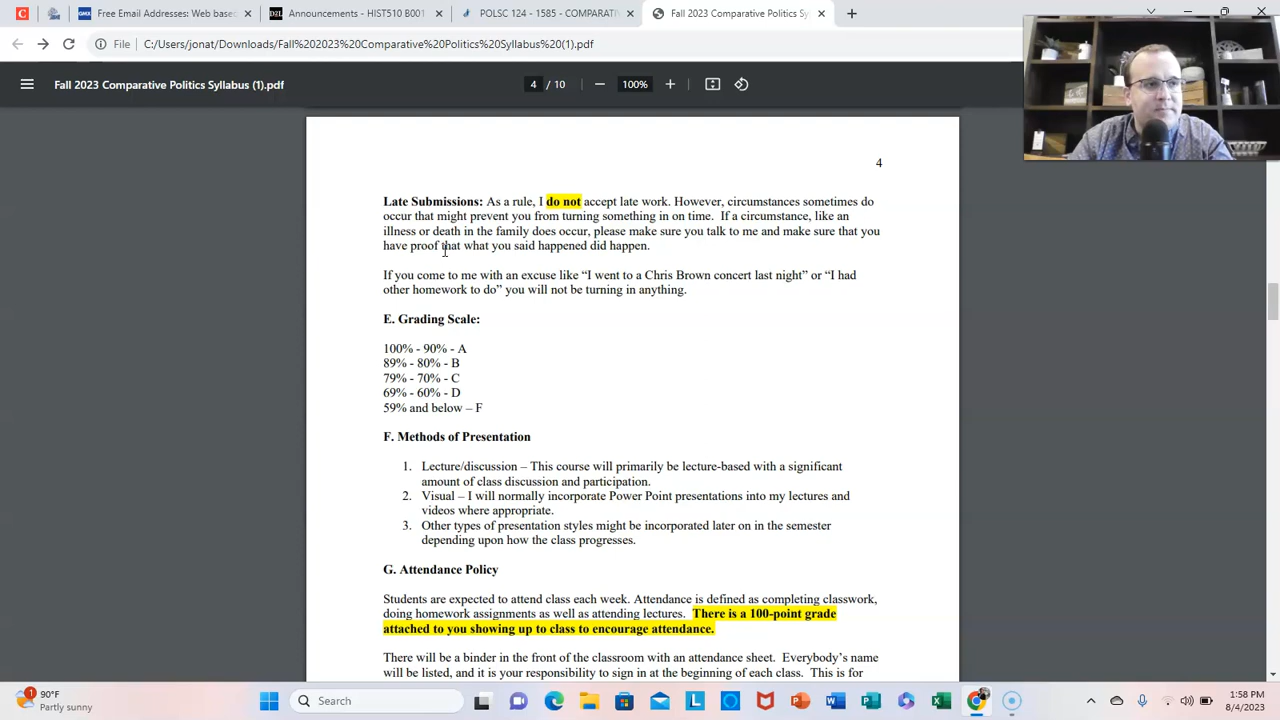 Free Email Addresses: Web based
Announcements - HIST510 B001
POLSC 124 - 1585 > COMPARATI
Fall 2023 Comparative Politics Sy
File
C:/Users/jonat/Downloads/Fall%202023%20Comparative%20Politics%20Syllabus%20(1).pdf
Fall 2023 Comparative Politics Syllabus (1).pdf
4 / 10
100%
4
Late Submissions: As a rule, I do not accept late work. However, circumstances sometimes do
occur that might prevent you from turning something in on time. If a circumstance, like an
illness or death in the family does occur, please make sure you talk to me and make sure that you
have proof that what you said happened did happen.
If you come to me with an excuse like “I went to a Chris Brown concert last night” or “I had
other homework to do” you will not be turning in anything.
E. Grading Scale:
100% - 90% - A
89% - 80% - B
79% - 70% - C
69% - 60% - D
59% and below – F
F. Methods of Presentation
1. Lecture/discussion – This course will primarily be lecture-based with a significant
amount of class discussion and participation.
2. Visual – I will normally incorporate Power Point presentations into my lectures and
videos where appropriate.
3. Other types of presentation styles might be incorporated later on in the semester
depending upon how the class progresses.
G. Attendance Policy
Students are expected to attend class each week. Attendance is defined as completing classwork,
doing homework assignments as well as attending lectures. There is a 100-point grade
attached to you showing up to class to encourage attendance.
There will be a binder in the front of the classroom with an attendance sheet. Everybody’s name
will be listed, and it is your responsibility to sign in at the beginning of each class. This is for
1
90°F
Partly sunny
Search
1:58 PM
8/4/2023